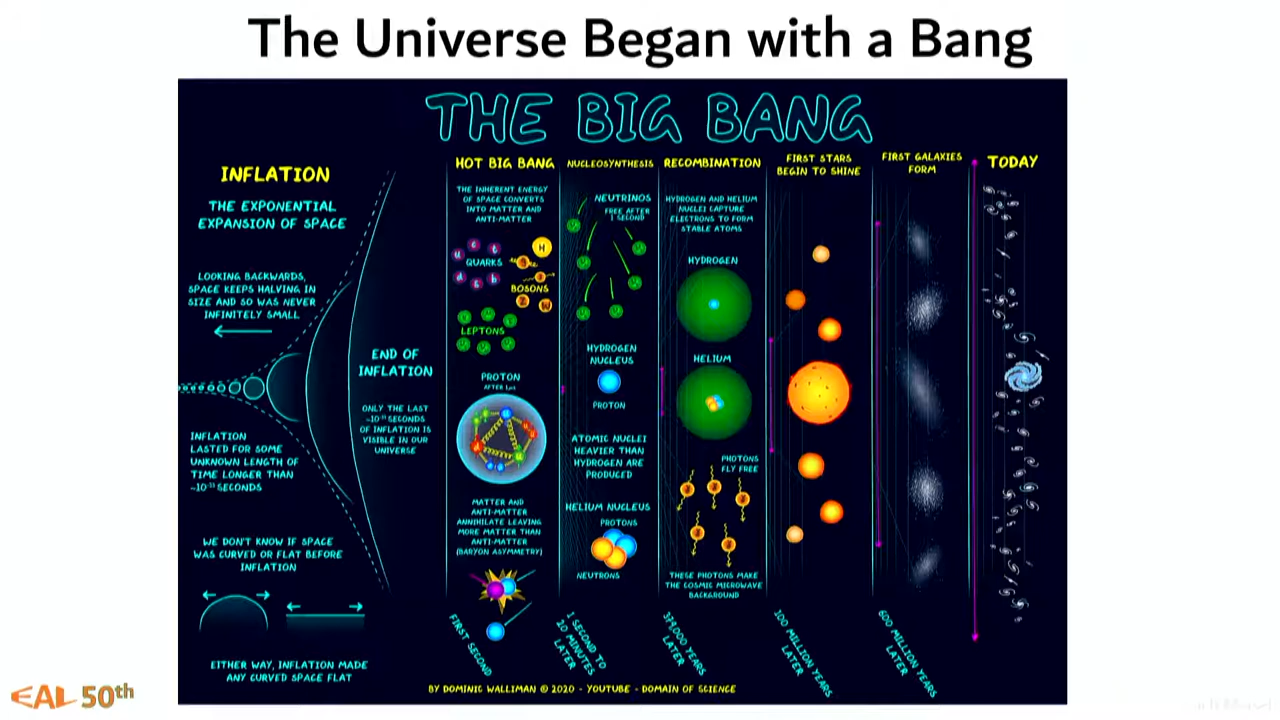 The Universe Began with a Bang
THE BIG BANG
INFLATION
THE EXPONENTIAL
EXPANSION OF SPACE
LOOKING BACKWARDS,
SPACE KEEPS HALVING IN
SIZE AND SO WAS NEVER
INFINITELY SMALL
INFLATION
LASTED FOR SOME
UNKNOWN LENGTH OF
TIME LONGER THAN
WE DON'T KNOW IF SPACE
WAS CURVED OR FLAT BEFORE
INFLATION
EITHER WAY, INFLATION MADE
ANY CURVED SPACE FLAT
END OF
INFLATION
ONLY THE LAST
SECONDS
OF INFLATION IS
VISIBLE IN OUR
UNIVERSE
HOT BIG BANG
THE INHERENT ENERGY
OF SPACE CONVERTS
INTO MATTER AND
ANTI-MATTER
u c t
H
QUARKS
d s b
BOSONS
Z W
LEPTONS
PROTON
MATTER AND
ANTI-MATTER
ANNIHILATE LEAVING
MORE MATTER THAN
ANTI-MATTER
(BARYON ASYMMETRY)
FIRST SECOND
NUCLEOSYNTHESIS
NEUTRINOS
FREE AFTER
1 SECOND
HYDROGEN
NUCLEUS
PROTON
ATOMIC NUCLEI
HEAVIER THAN
HYDROGEN ARE
PRODUCED
HELIUM NUCLEUS
PROTONS
NEUTRONS
1 SECOND TO
20 MINUTES
LATER
RECOMBINATION
HYDROGEN AND HELIUM
NUCLEI CAPTURE
ELECTRONS TO FORM
STABLE ATOMS
HYDROGEN
HELIUM
PHOTONS
FLY FREE
THESE PHOTONS MAKE
THE COSMIC MICROWAVE
BACKGROUND
379,000 YEARS
LATER
FIRST STARS
BEGIN TO SHINE
100 MILLION YEARS
LATER
FIRST GALAXIES
FORM
600 MILLION YEARS
LATER
TODAY
BY DOMINIC WALLIMAN © 2020 - YOUTUBE - DOMAIN OF SCIENCE
EAL 50th